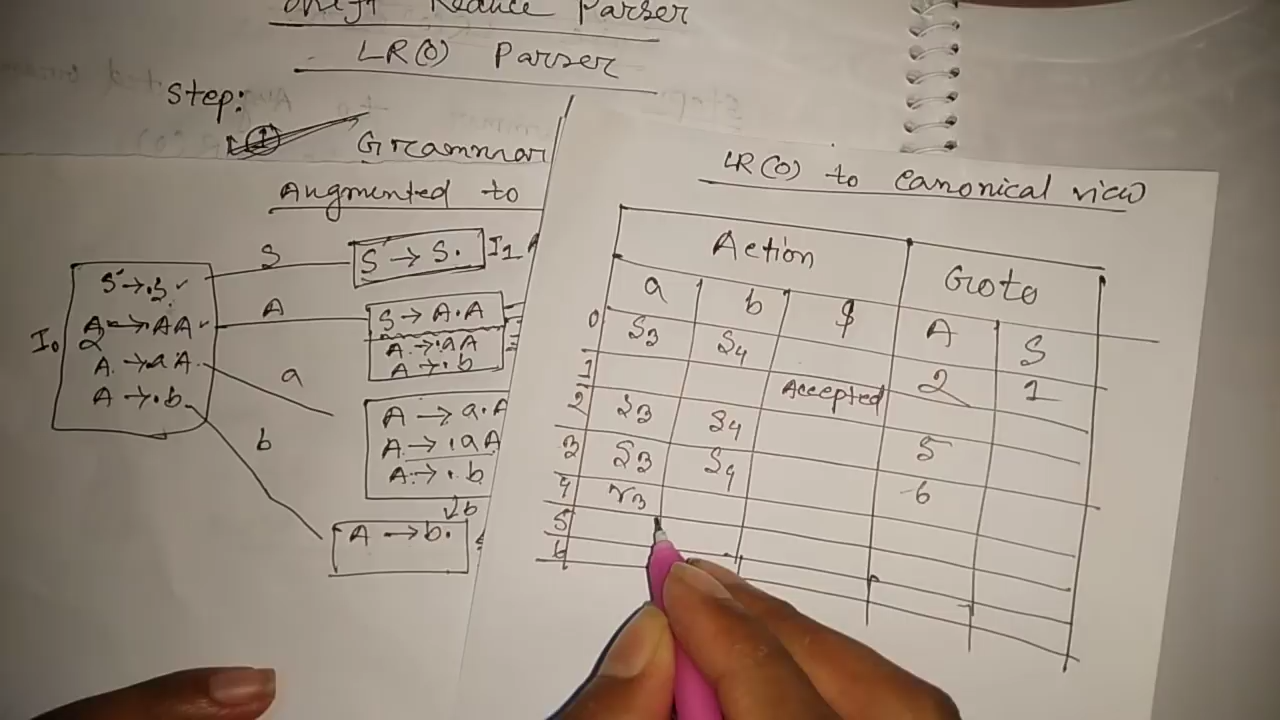 Shift Reduce Parser
LR(0) Parser
Step:
Grammar
Augmented to
S' → .S ✓
A → .AA ✓
A. → aA.
A → .b
I0
S
A
a
b
S' → S.
I1
S → A.A
A. → .aA
A → .b
A → a.A
A. → .aA
A. → .b
↓b
A → b.
LR(0) to canonical view
Action Goto
a b $ A S
0 S3 S4 2 1
1 Accepted
2 S3 S4 5
3 S3 S4 6
4 r3
5
6